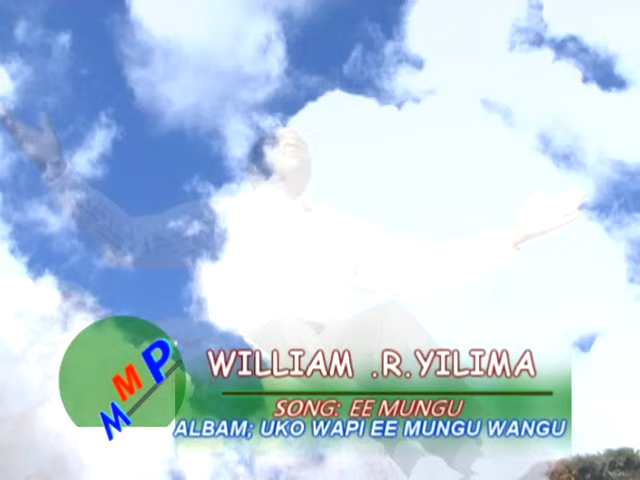 MMP
WILLIAM .R.YILIMA
SONG; EE MUNGU
ALBAM; UKO WAPI EE MUNGU WANGU